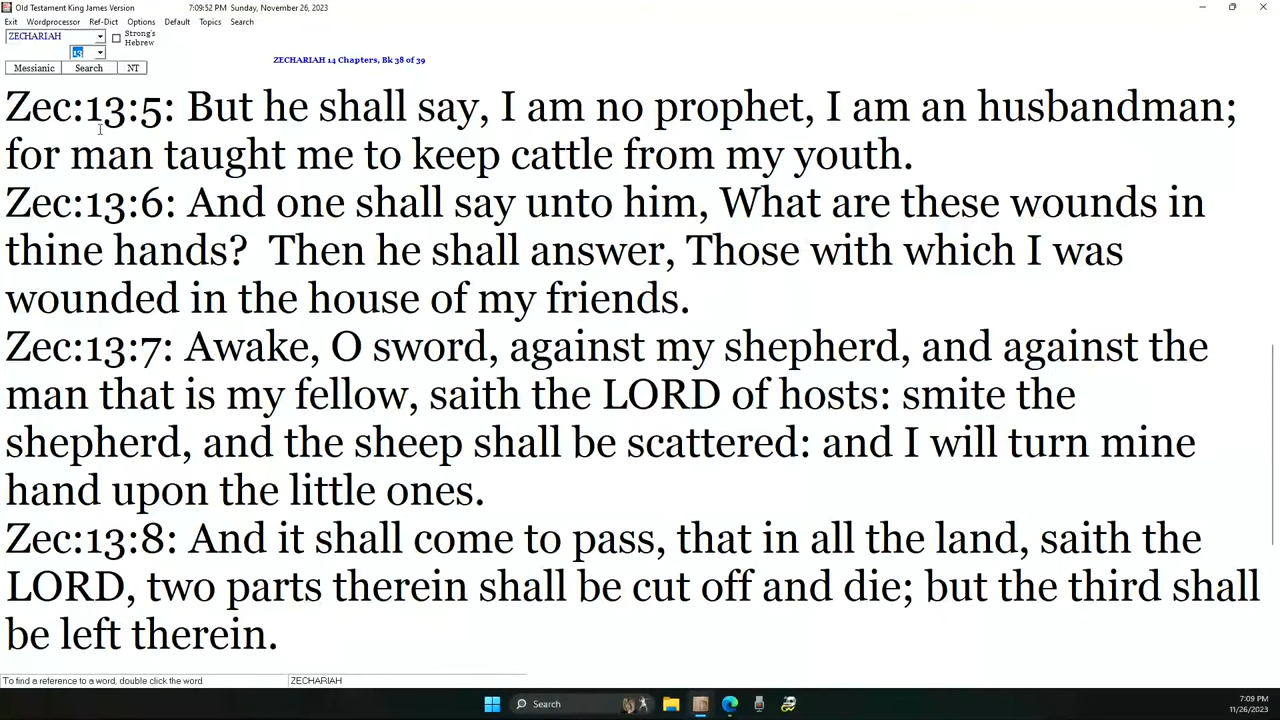 Old Testament King James Version 7:09:52 PM Sunday, November 26, 2023
Exit Wordprocessor Ref-Dict Options Default Topics Search
ZECHARIAH
Strong's
Hebrew
13
ZECHARIAH 14 Chapters, Bk 38 of 39
Messianic Search NT
Zec:13:5: But he shall say, I am no prophet, I am an husbandman;
for man taught me to keep cattle from my youth.
Zec:13:6: And one shall say unto him, What are these wounds in
thine hands?  Then he shall answer, Those with which I was
wounded in the house of my friends.
Zec:13:7: Awake, O sword, against my shepherd, and against the
man that is my fellow, saith the LORD of hosts: smite the
shepherd, and the sheep shall be scattered: and I will turn mine
hand upon the little ones.
Zec:13:8: And it shall come to pass, that in all the land, saith the
LORD, two parts therein shall be cut off and die; but the third shall
be left therein.
To find a reference to a word, double click the word ZECHARIAH
Search
7:09 PM
11/26/2023